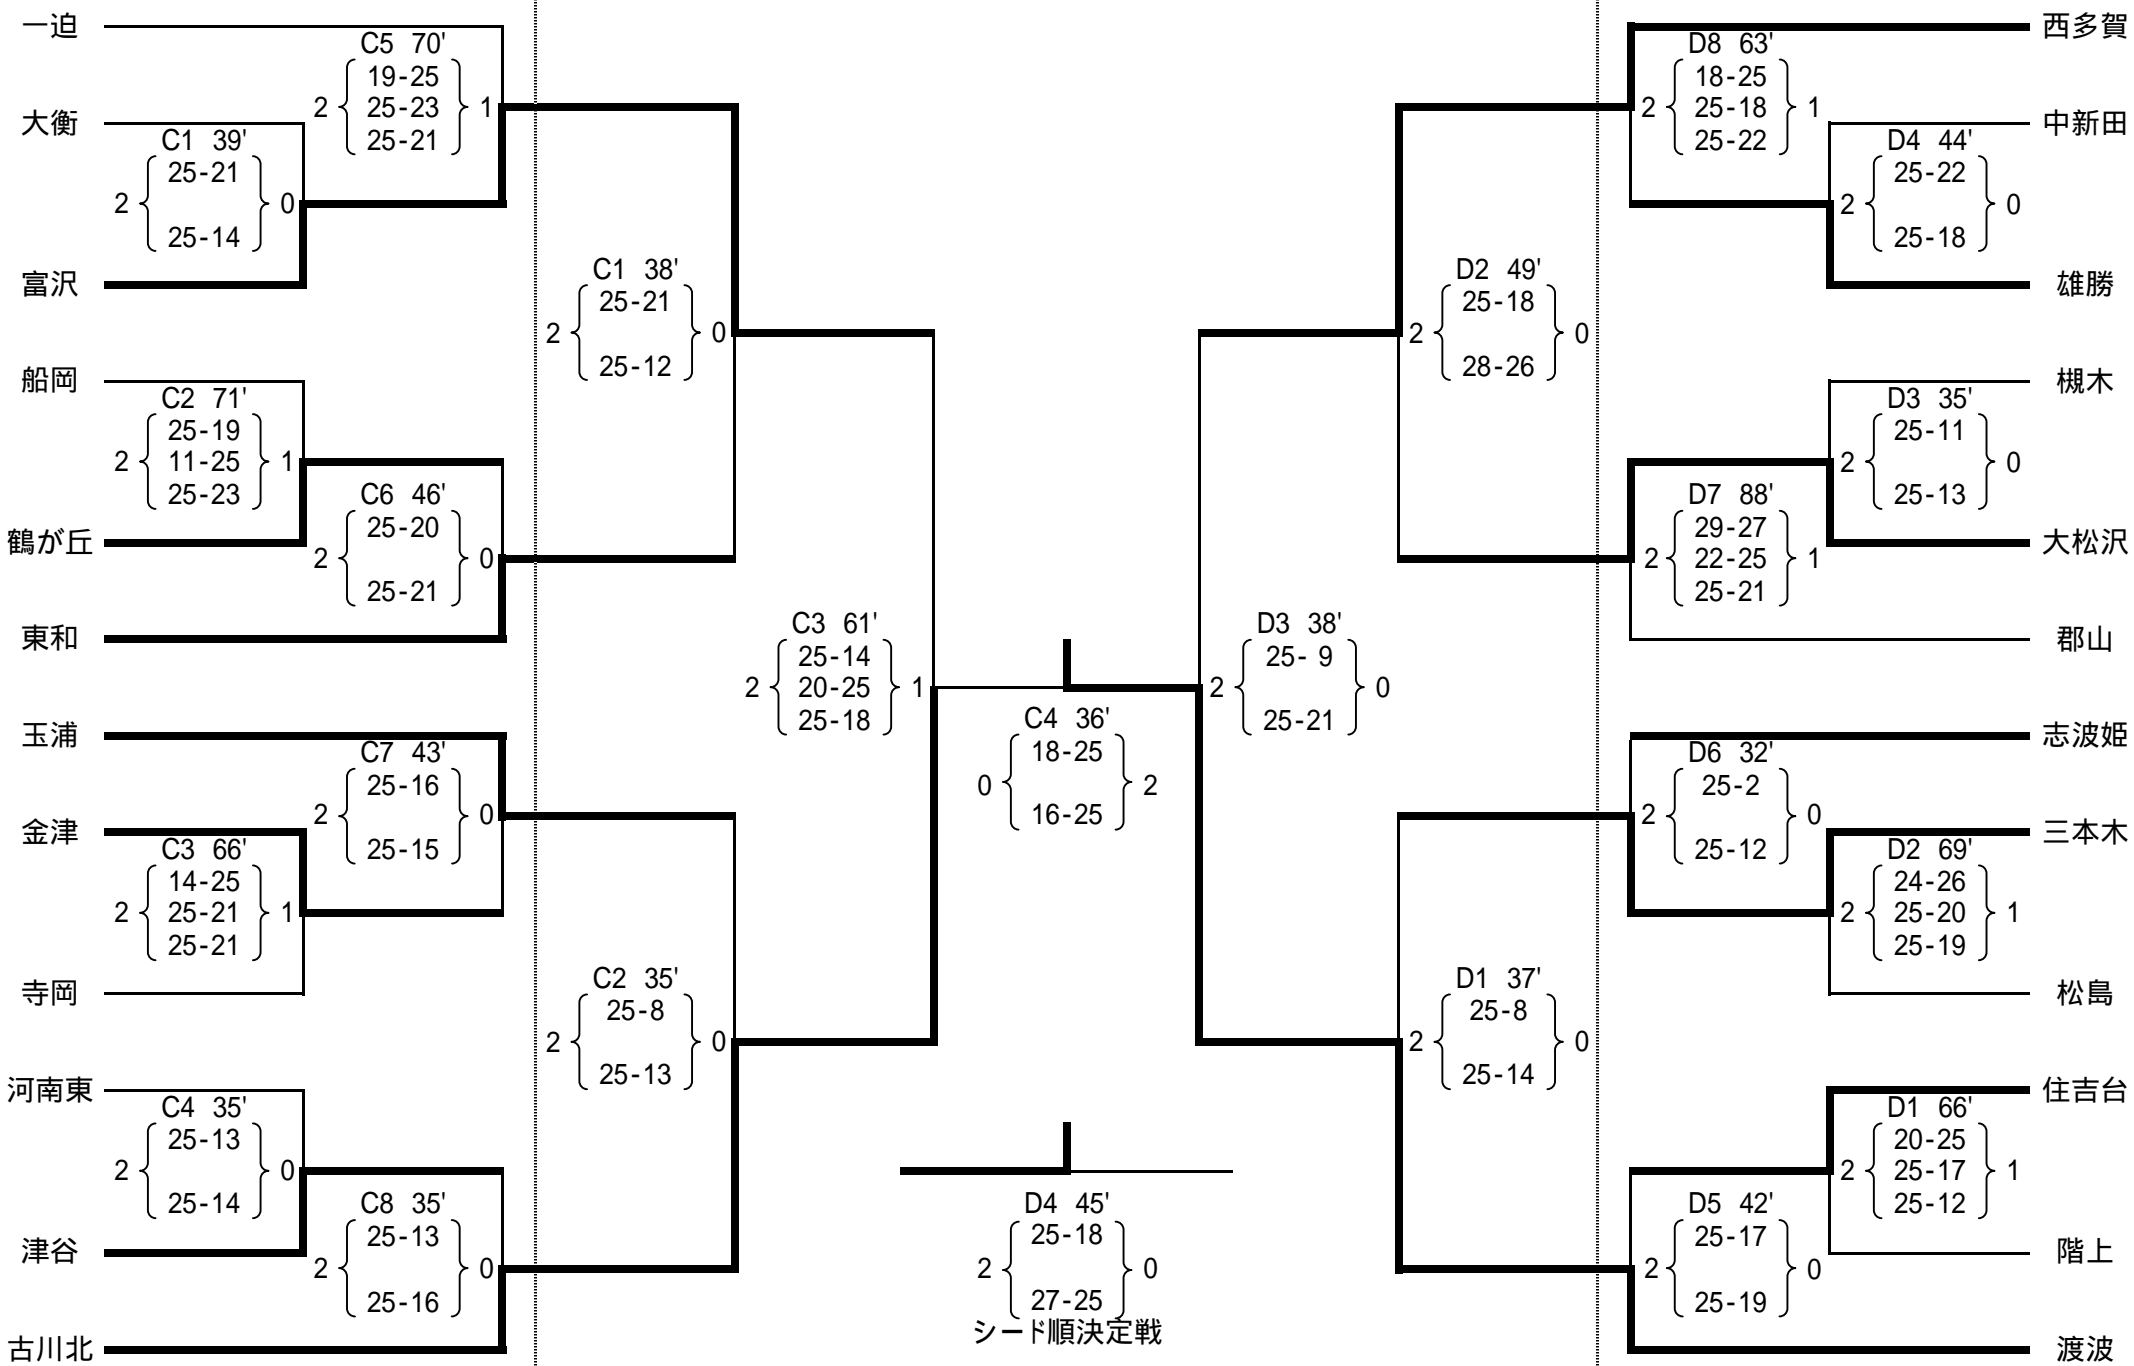 一迫
C5 70'
19-25
2 25-23 1
25-21
大衡
C1 39'
25-21
2 0
25-14
富沢
C1 38'
25-21
2 0
25-12
船岡
C2 71'
25-19
2 11-25 1
25-23
鶴が丘
C6 46'
25-20
2 0
25-21
東和
C3 61'
25-14
2 20-25 1
25-18
玉浦
C7 43'
25-16
2 0
25-15
金津
C3 66'
14-25
2 25-21 1
25-21
寺岡
C2 35'
25-8
2 0
25-13
河南東
C4 35'
25-13
2 0
25-14
津谷
C8 35'
25-13
2 0
25-16
古川北
C4 36'
18-25
0 2
16-25
D4 45'
25-18
2 0
27-25
シード順決定戦
西多賀
D8 63'
18-25
2 25-18 1
25-22
中新田
D4 44'
25-22
2 0
25-18
雄勝
D2 49'
25-18
2 0
28-26
槻木
D3 35'
25-11
2 0
25-13
大松沢
D7 88'
29-27
2 22-25 1
25-21
郡山
D3 38'
25- 9
2 0
25-21
志波姫
D6 32'
25-2
2 0
25-12
三本木
D2 69'
24-26
2 25-20 1
25-19
松島
D1 37'
25-8
2 0
25-14
住吉台
D1 66'
20-25
2 25-17 1
25-12
階上
D5 42'
25-17
2 0
25-19
渡波